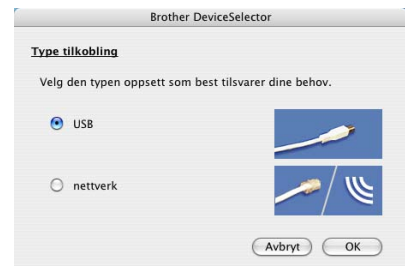 Brother DeviceSelector
Type tilkobling
Velg den typen oppsett som best tilsvarer dine behov.
USB
nettverk
Avbryt OK